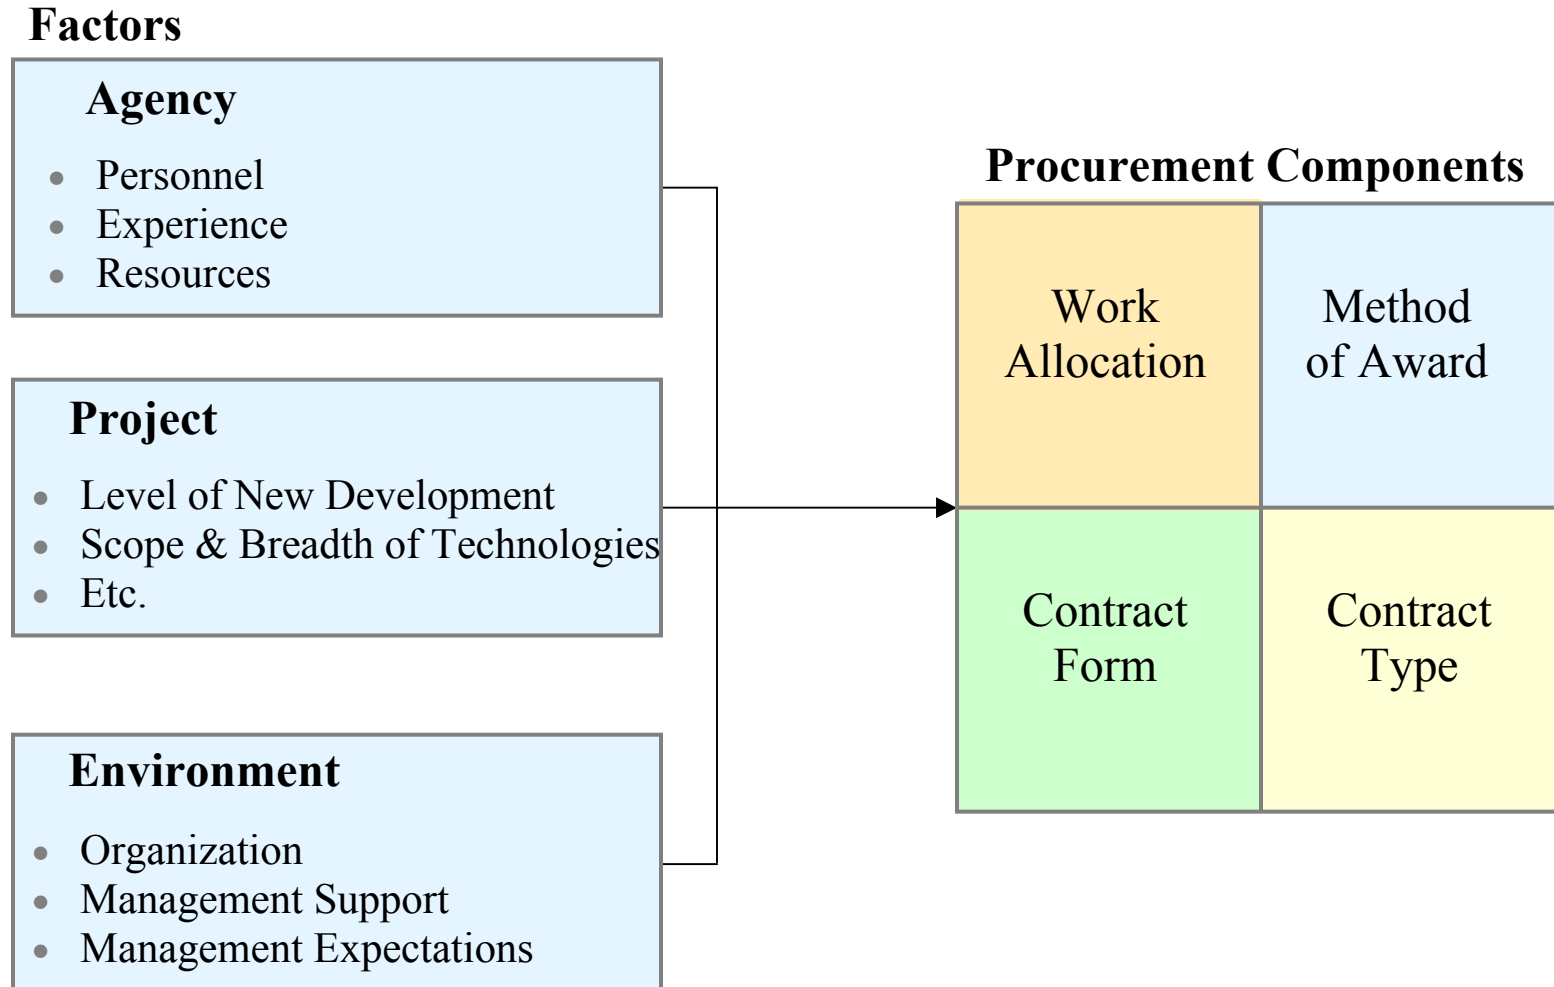 Factors
Agency
• Personnel
• Experience
• Resources
Project
• Level of New Development
• Scope & Breadth of Technologies
• Etc.
Environment
• Organization
• Management Support
• Management Expectations
Procurement Components
Work
Allocation
Method
of Award
Contract
Form
Contract
Type